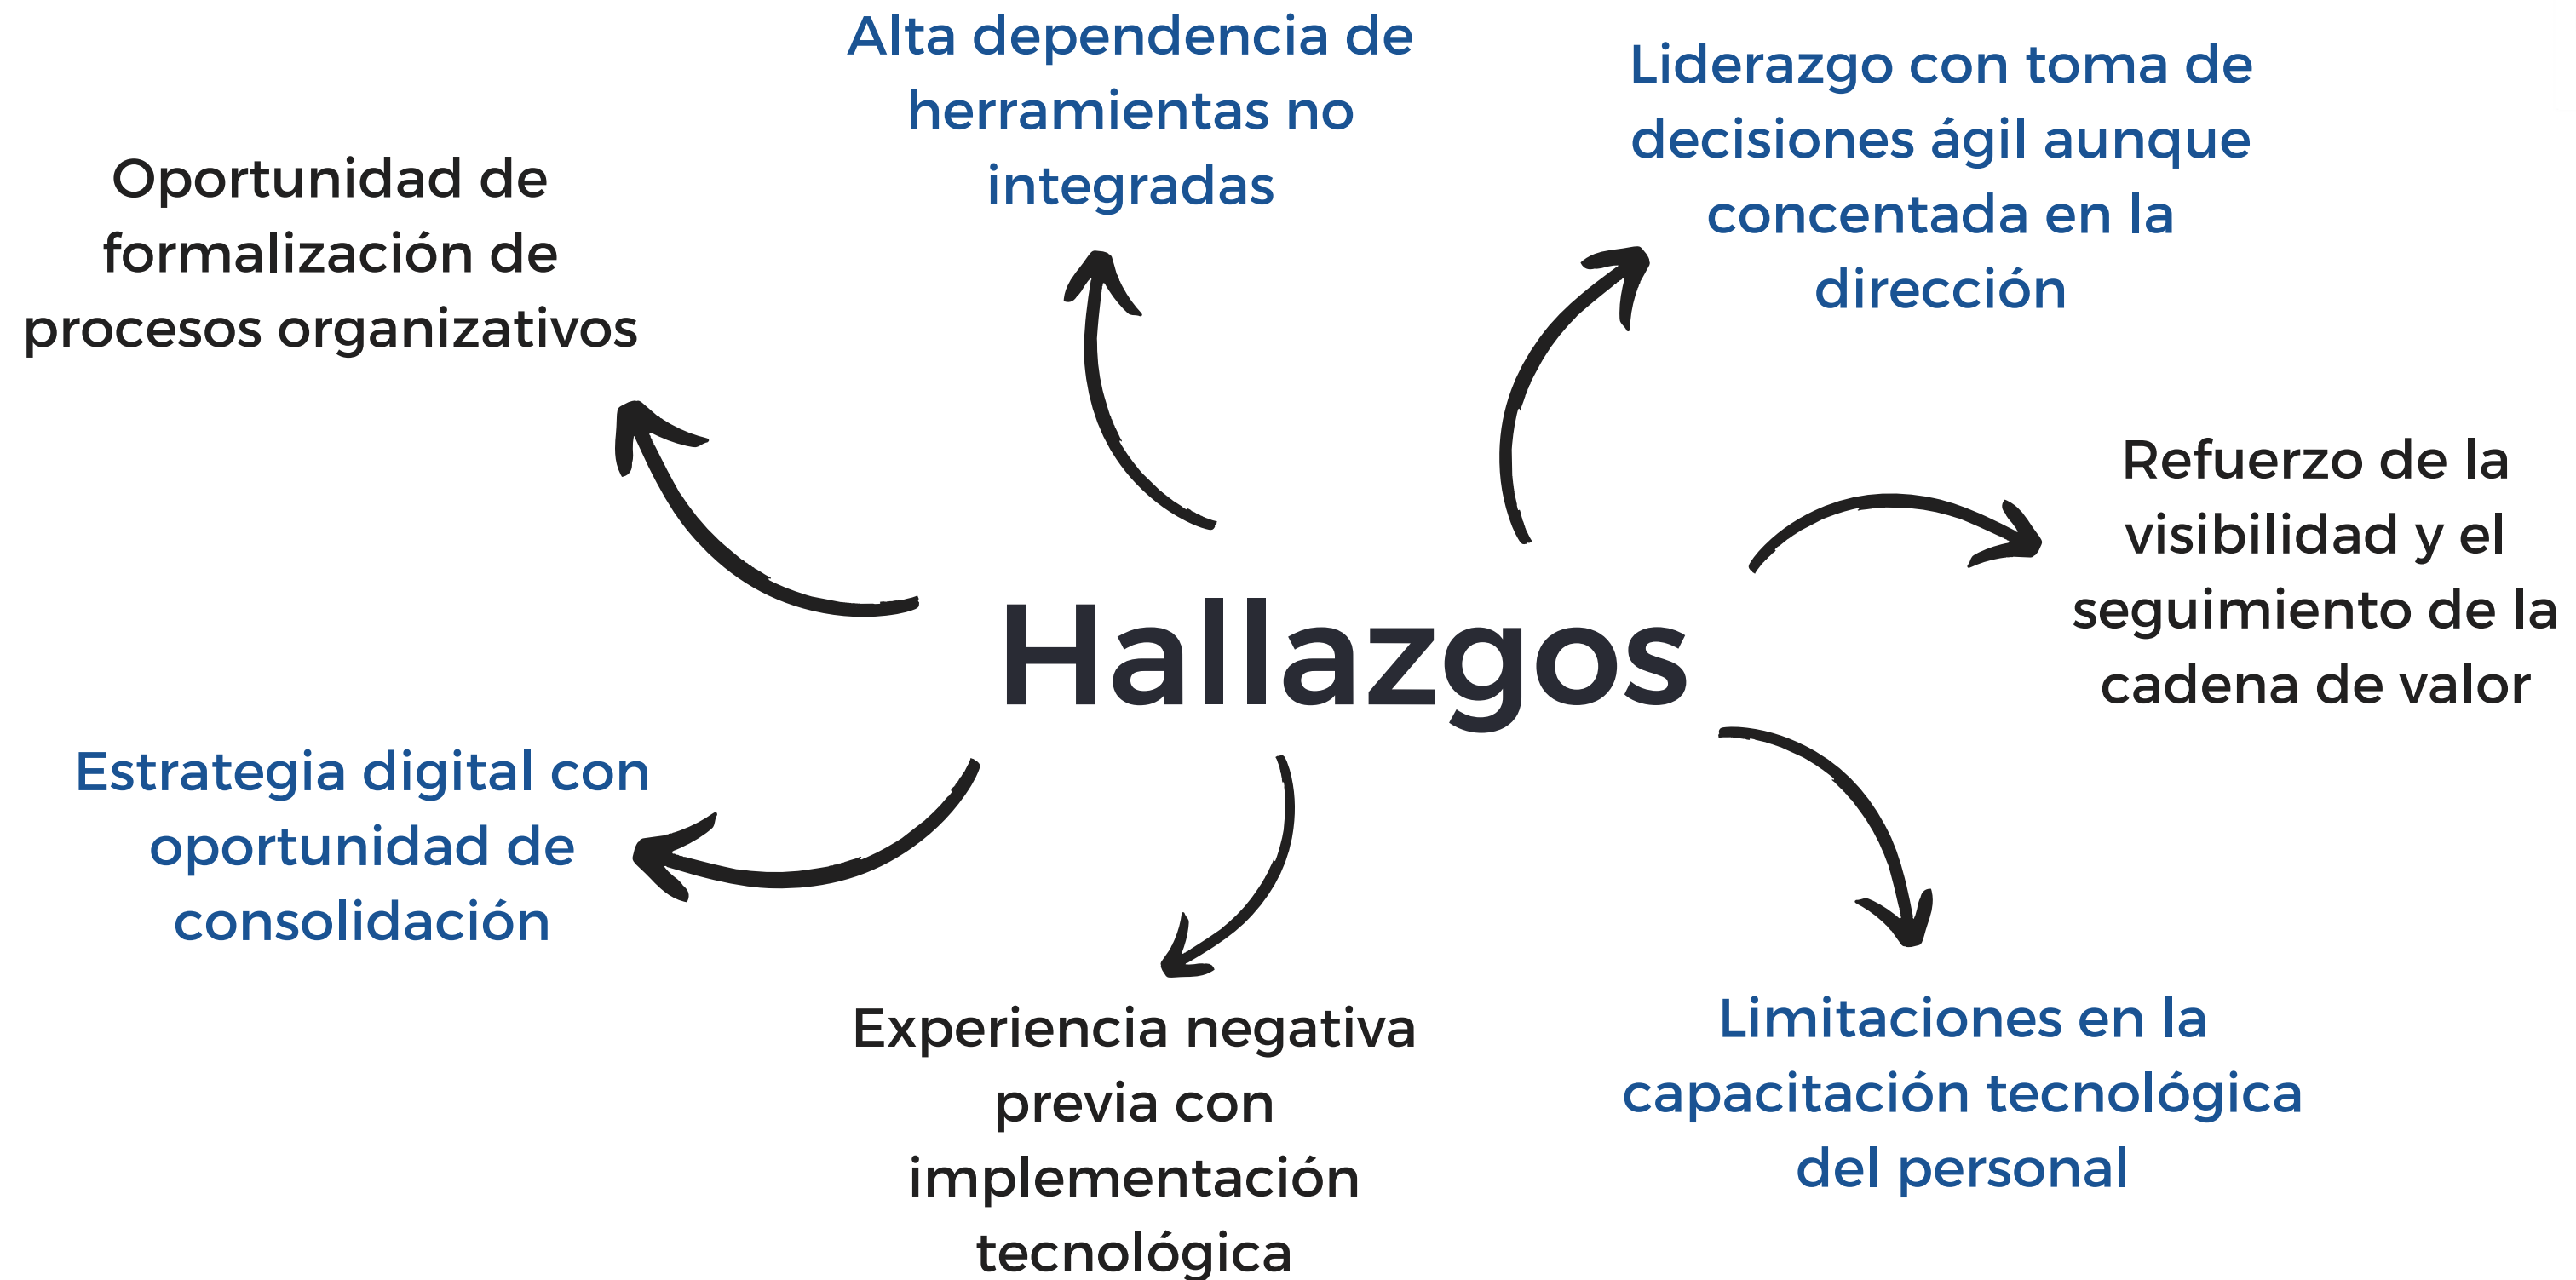 Alta dependencia de
herramientas no
integradas
Liderazgo con toma de
decisiones ágil aunque
concentada en la
dirección
Oportunidad de
formalización de
procesos organizativos
Refuerzo de la
visibilidad y el
seguimiento de la
cadena de valor
Hallazgos
Estrategia digital con
oportunidad de
consolidación
Experiencia negativa
previa con
implementación
tecnológica
Limitaciones en la
capacitación tecnológica
del personal